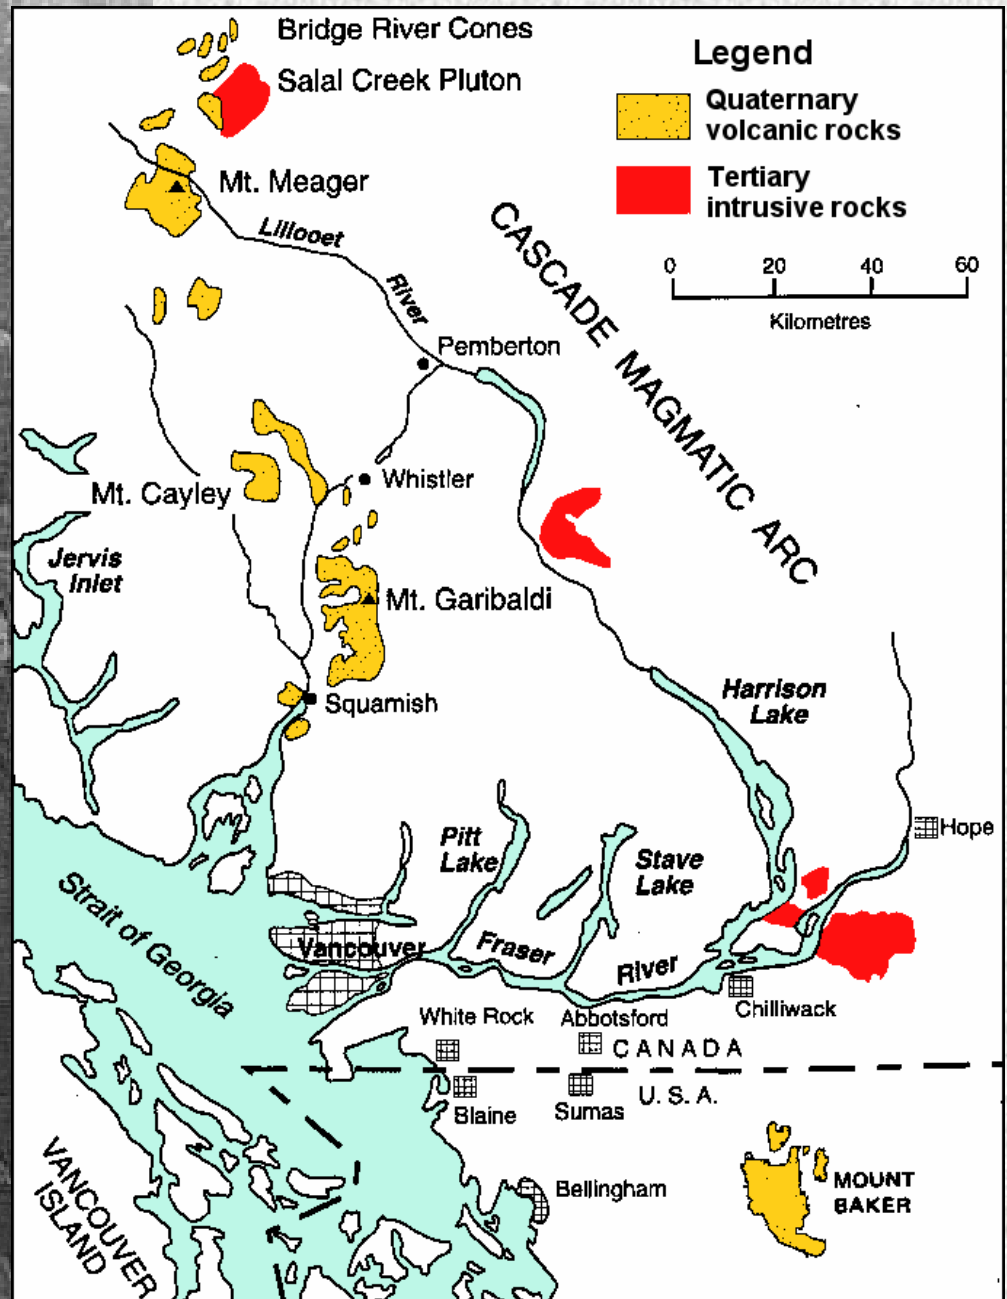 Bridge River Cones
Salal Creek Pluton
Legend
Quaternary
volcanic rocks
Tertiary
intrusive rocks
0 20 40 60
Kilometres
Mt. Meager
Lillooet
River
CASCADE MAGMATIC ARC
Pemberton
Whistler
Mt. Cayley
Jervis
Inlet
Mt. Garibaldi
Squamish
Harrison
Lake
Hope
Pitt
Lake
Stave
Lake
Strait of Georgia
Vancouver
Fraser
River
Chilliwack
White Rock
Abbotsford
CANADA
U.S.A.
Blaine
Sumas
Bellingham
MOUNT
BAKER
VANCOUVER
ISLAND